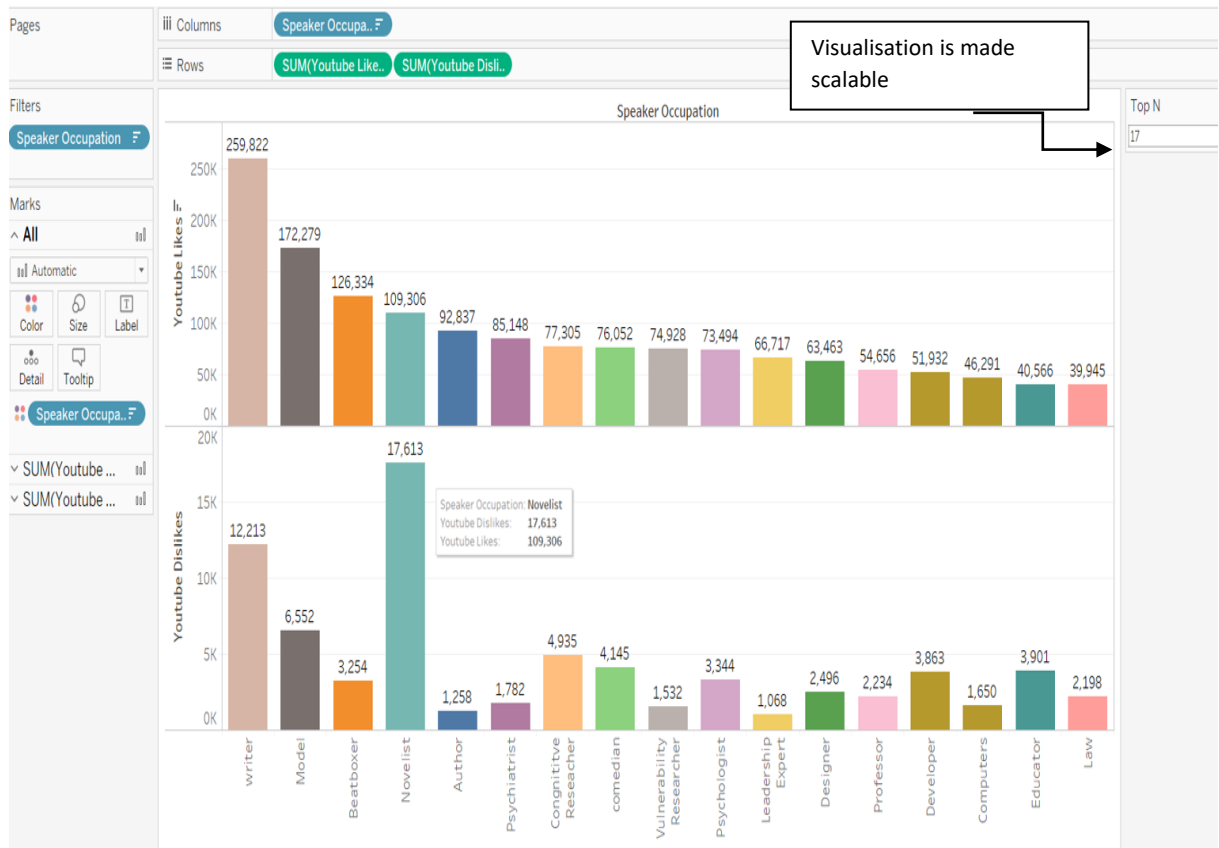 Pages
Columns
Speaker Occupa..
Rows
SUM(Youtube Like..
SUM(Youtube Disli..
Visualisation is made
scalable
Filters
Speaker Occupation
Marks
All
Automatic
Color
Size
Label
Detail
Tooltip
Speaker Occupa..
SUM(Youtube ...
SUM(Youtube ...
Top N
17
Speaker Occupation
Youtube Likes
250K
200K
150K
100K
50K
0K
259,822
172,279
126,334
109,306
92,837
85,148
77,305
76,052
74,928
73,494
66,717
63,463
54,656
51,932
46,291
40,566
39,945
Youtube Dislikes
20K
15K
10K
5K
0K
12,213
6,552
3,254
17,613
1,258
1,782
4,935
4,145
1,532
3,344
1,068
2,496
2,234
3,863
1,650
3,901
2,198
Speaker Occupation: Novelist
Youtube Dislikes: 17,613
Youtube Likes: 109,306
writer
Model
Beatboxer
Novelist
Author
Psychiatrist
Congnititve
Reseacher
comedian
Vulnerability
Researcher
Psychologist
Leadership
Expert
Designer
Professor
Developer
Computers
Educator
Law